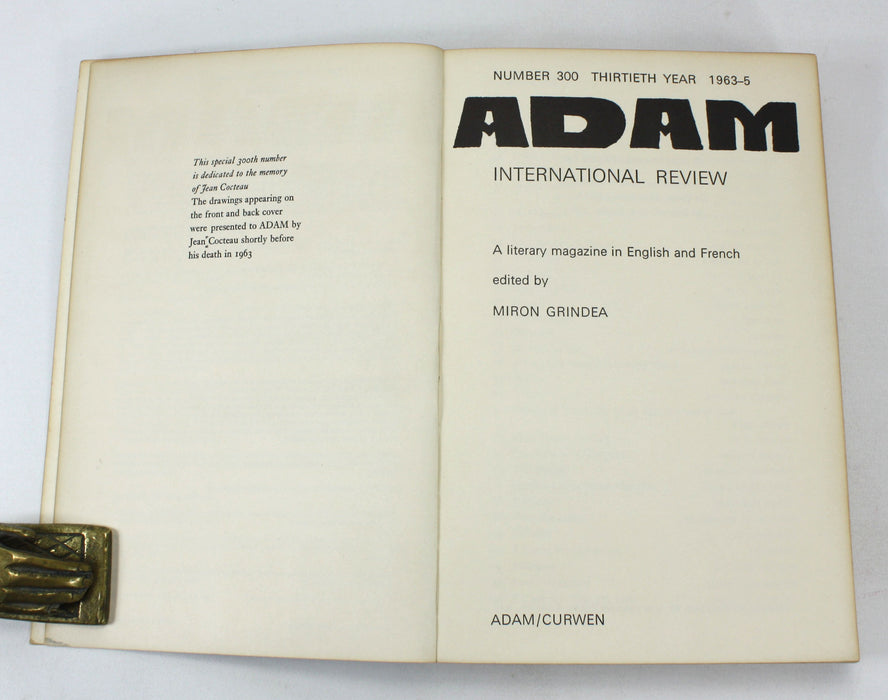 This special 300th number
is dedicated to the memory
of Jean Cocteau
The drawings appearing on
the front and back cover
were presented to ADAM by
Jean Cocteau shortly before
his death in 1963
NUMBER 300 THIRTIETH YEAR 1963–5
ADAM
INTERNATIONAL REVIEW
A literary magazine in English and French
edited by
MIRON GRINDEA
ADAM/CURWEN